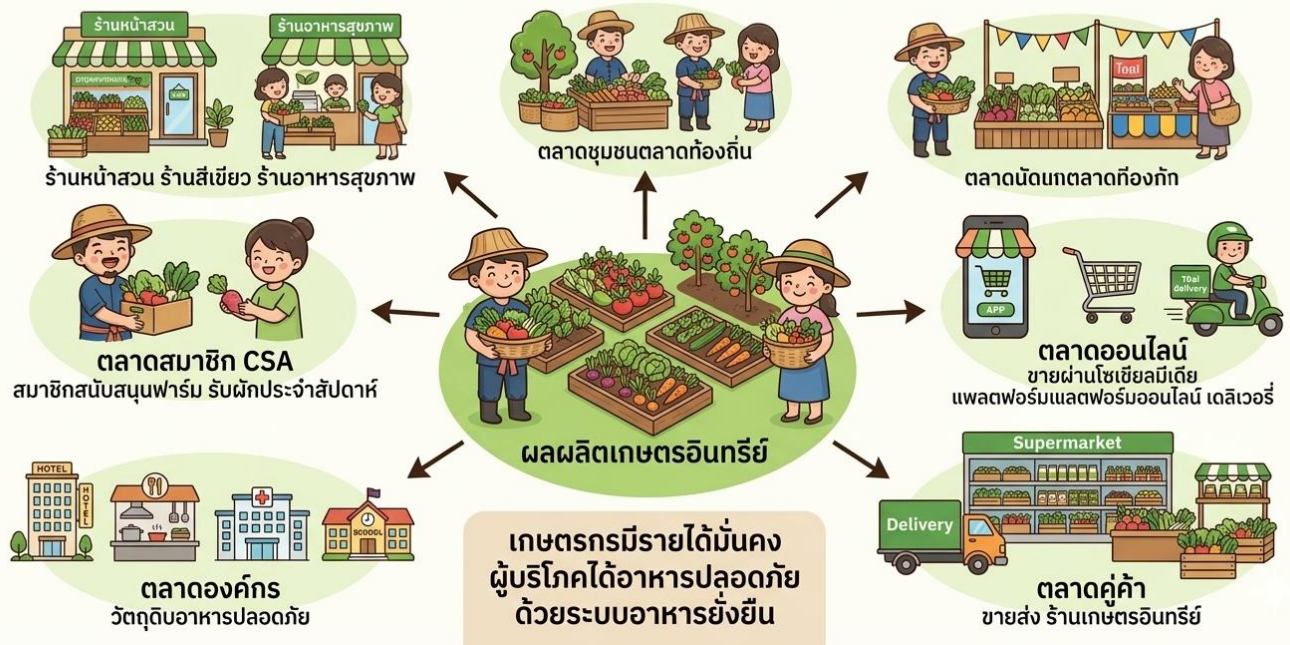 ร้านหน้าสวน
ร้านอาหารสุขภาพ
ร้านหน้าสวน ร้านสีเขียว ร้านอาหารสุขภาพ
ตลาดชุมชนตลาดท้องถิ่น
Toal
ตลาดนัดนกตลาดที่องกัก
ตลาดสมาชิก CSA
สมาชิกสนับสนุนฟาร์ม รับผักประจำสัปดาห์
APP
Toal
delivery
ตลาดออนไลน์
ขายผ่านโซเชียลมีเดีย
แพลตฟอร์มเเลตฟอร์มออนไลน์ เดลิเวอรี่
ผลผลิตเกษตรอินทรีย์
HOTEL
HOTEL
SCOOOL
ตลาดองค์กร
วัตถุดิบอาหารปลอดภัย
เกษตรกรมีรายได้มั่นคง
ผู้บริโภคได้อาหารปลอดภัย
ด้วยระบบอาหารยั่งยืน
Supermarket
Delivery
ตลาดคู่ค้า
ขายส่ง ร้านเกษตรอินทรีย์